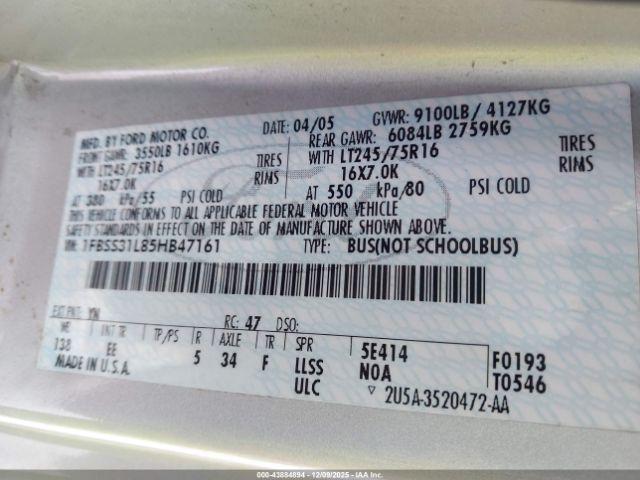 MFD. BY FORD MOTOR CO.
DATE: 04/05 GVWR: 9100LB/ 4127KG
FRONT GAWR: 3550LB 1610KG REAR GAWR: 6084LB 2759KG
WITH LT245/75R16 TIRES WITH LT245/75R16 TIRES
16X7.0K RIMS 16X7.0K RIMS
AT 380 kPa/55 PSI COLD AT 550 kPa/80 PSI COLD
THIS VEHICLE CONFORMS TO ALL APPLICABLE FEDERAL MOTOR VEHICLE
SAFETY STANDARDS IN EFFECT ON THE DATE OF MANUFACTURE SHOWN ABOVE.
VIN: 1FBSS31L85HB47161 TYPE: BUS(NOT SCHOOLBUS)
EXT PNT: YN RC: 47 DSO:
WB INT TR TP/PS R AXLE TR SPR 5E414 F0193
138 EE 5 34 F LLSS N0A T0546
MADE IN U.S.A. ULC ▽ 2U5A-3520472-AA
000-43884894 | 12/09/2025 - IAA Inc.